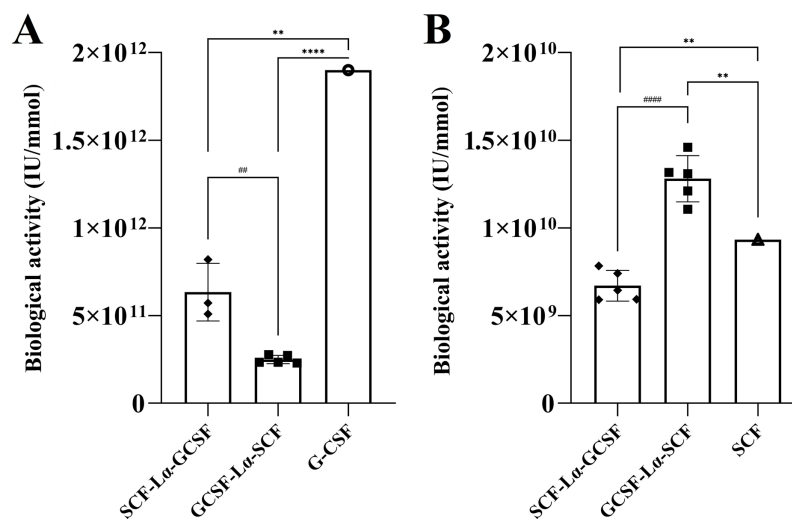 A
Biological activity (IU/mmol)
2×10¹²
1.5×10¹²
1×10¹²
5×10¹¹
0
**
****
##
SCF-Lα-GCSF
GCSF-Lα-SCF
G-CSF
B
Biological activity (IU/mmol)
2×10¹⁰
1.5×10¹⁰
1×10¹⁰
5×10⁹
0
**
**
####
SCF-Lα-GCSF
GCSF-Lα-SCF
SCF